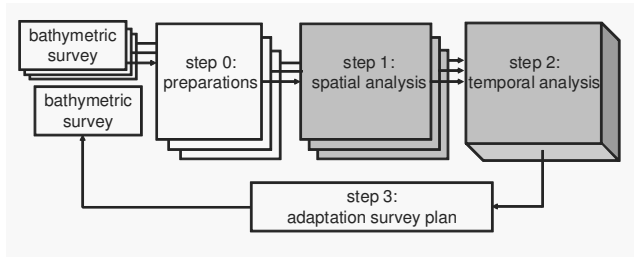 bathymetric
survey
step 0:
preparations
step 1:
spatial analysis
step 2:
temporal analysis
bathymetric
survey
step 3:
adaptation survey plan